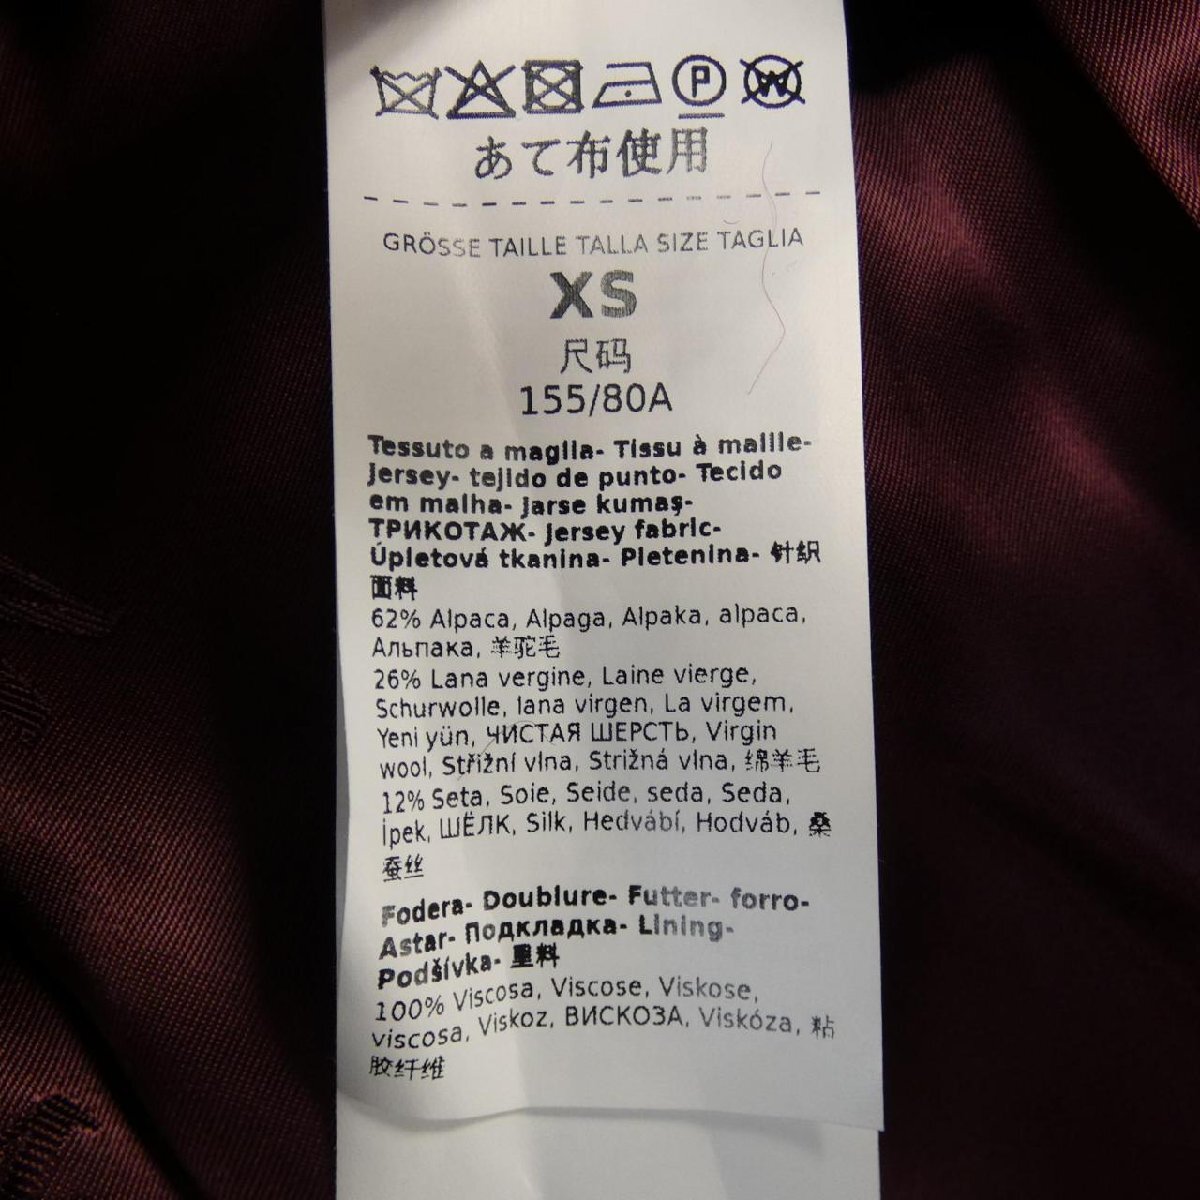 P W
あて布使用
GRÖSSE TAILLE TALLA SIZE TAGLIA
XS
尺码
155/80A
Tessuto a maglia- Tissu à maille-
Jersey- tejido de punto- Tecido
em malha- Jarse kumaş-
ТРИКОТАЖ- Jersey fabric-
Úpletová tkanina- Pletenina- 针织
面料
62% Alpaca, Alpaga, Alpaka, alpaca,
Альпака, 羊驼毛
26% Lana vergine, Laine vierge,
Schurwolle, lana virgen, La virgem,
Yeni yün, ЧИСТАЯ ШЕРСТЬ, Virgin
wool, Střižní vlna, Strižná vlna, 绵羊毛
12% Seta, Soie, Seide, seda, Seda,
İpek, ШЁЛК, Silk, Hedvábí, Hodváb, 桑
蚕丝
Fodera- Doublure- Futter- forro-
Astar- Подкладка- Lining-
Podšívka- 里料
100% Viscosa, Viscose, Viskose,
viscosa, Viskoz, ВИСКОЗА, Viskóza, 粘
胶纤维